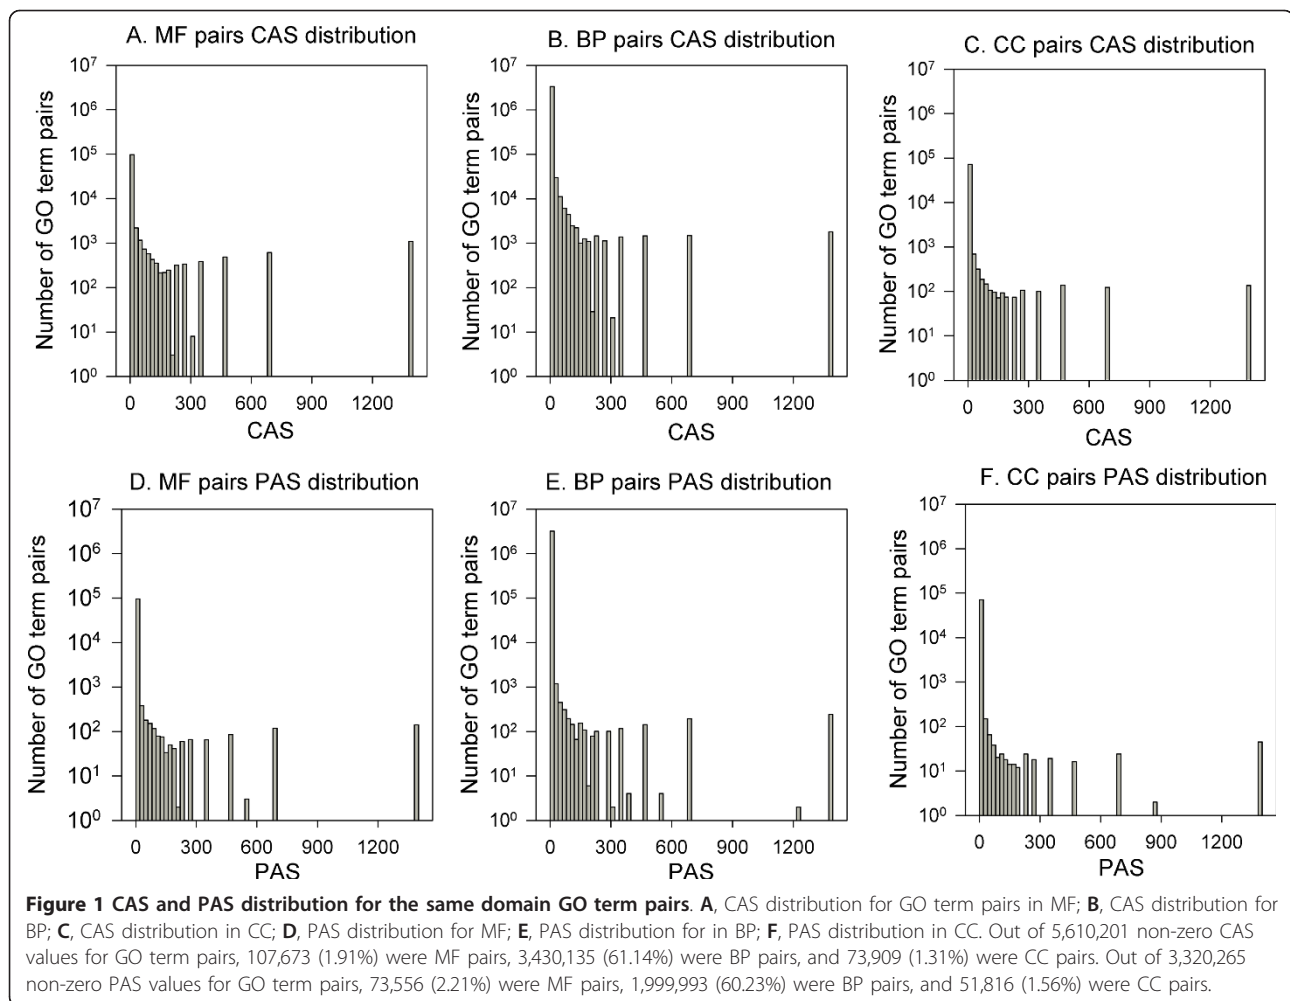 A. MF pairs CAS distribution
Number of GO term pairs
10⁷
10⁶
10⁵
10⁴
10³
10²
10¹
10⁰
0 300 600 900 1200
CAS
B. BP pairs CAS distribution
Number of GO term pairs
10⁷
10⁶
10⁵
10⁴
10³
10²
10¹
10⁰
0 300 600 900 1200
CAS
C. CC pairs CAS distribution
Number of GO term pairs
10⁷
10⁶
10⁵
10⁴
10³
10²
10¹
10⁰
0 300 600 900 1200
CAS
D. MF pairs PAS distribution
Number of GO term pairs
10⁷
10⁶
10⁵
10⁴
10³
10²
10¹
10⁰
0 300 600 900 1200
PAS
E. BP pairs PAS distribution
Number of GO term pairs
10⁷
10⁶
10⁵
10⁴
10³
10²
10¹
10⁰
0 300 600 900 1200
PAS
F. CC pairs PAS distribution
Number of GO term pairs
10⁷
10⁶
10⁵
10⁴
10³
10²
10¹
10⁰
0 300 600 900 1200
PAS
Figure 1 CAS and PAS distribution for the same domain GO term pairs. A, CAS distribution for GO term pairs in MF; B, CAS distribution for
BP; C, CAS distribution in CC; D, PAS distribution for MF; E, PAS distribution for in BP; F, PAS distribution in CC. Out of 5,610,201 non-zero CAS
values for GO term pairs, 107,673 (1.91%) were MF pairs, 3,430,135 (61.14%) were BP pairs, and 73,909 (1.31%) were CC pairs. Out of 3,320,265
non-zero PAS values for GO term pairs, 73,556 (2.21%) were MF pairs, 1,999,993 (60.23%) were BP pairs, and 51,816 (1.56%) were CC pairs.